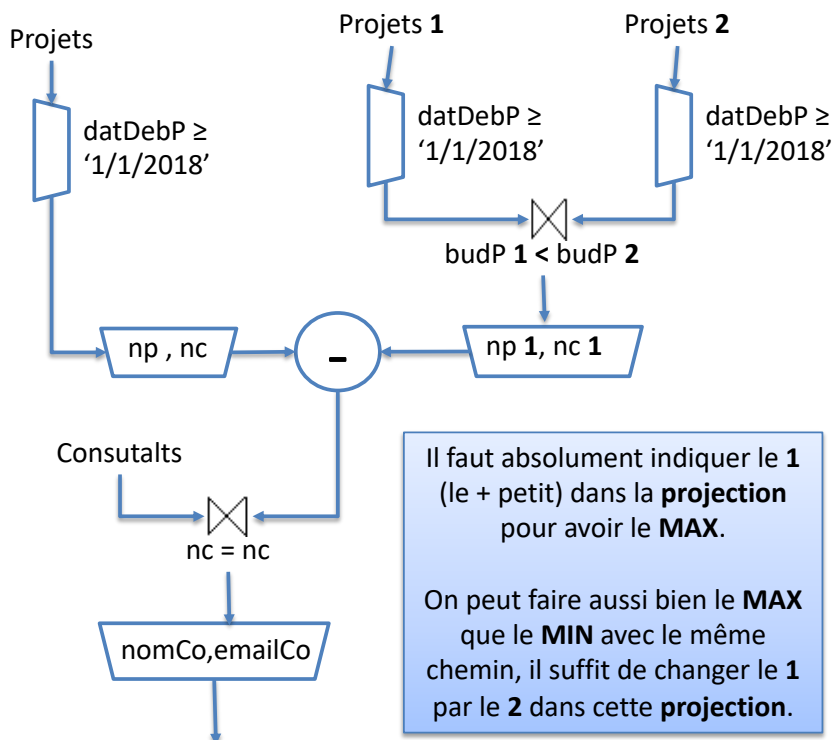 Projets
Projets 1
Projets 2
datDebP ≥
‘1/1/2018’
datDebP ≥
‘1/1/2018’
datDebP ≥
‘1/1/2018’
budP 1 < budP 2
np , nc
–
np 1, nc 1
Consutalts
nc = nc
nomCo,emailCo
Il faut absolument indiquer le 1
(le + petit) dans la projection
pour avoir le MAX.
On peut faire aussi bien le MAX
que le MIN avec le même
chemin, il suffit de changer le 1
par le 2 dans cette projection.